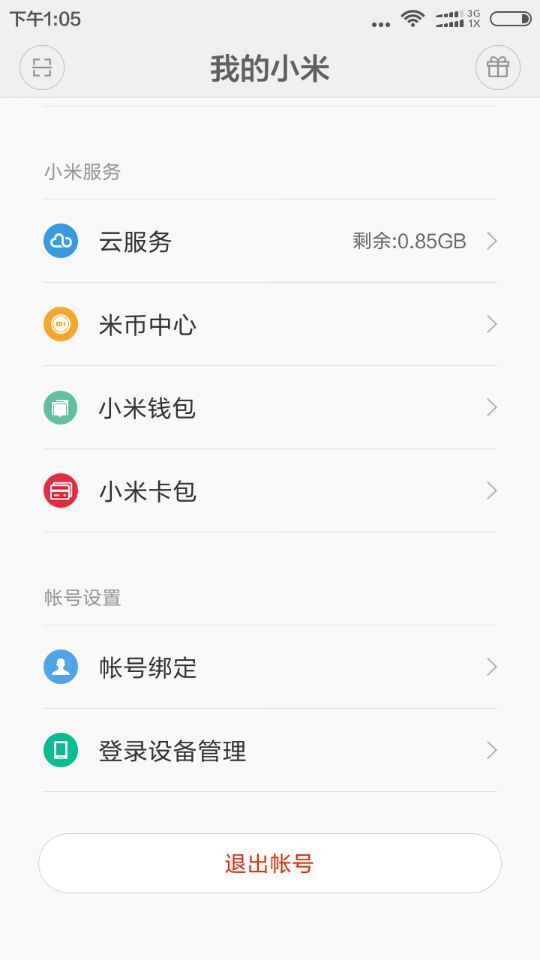 下午1:05
3G
1X
我的小米
小米服务
云服务 剩余:0.85GB
米币中心
小米钱包
小米卡包
帐号设置
帐号绑定
登录设备管理
退出帐号